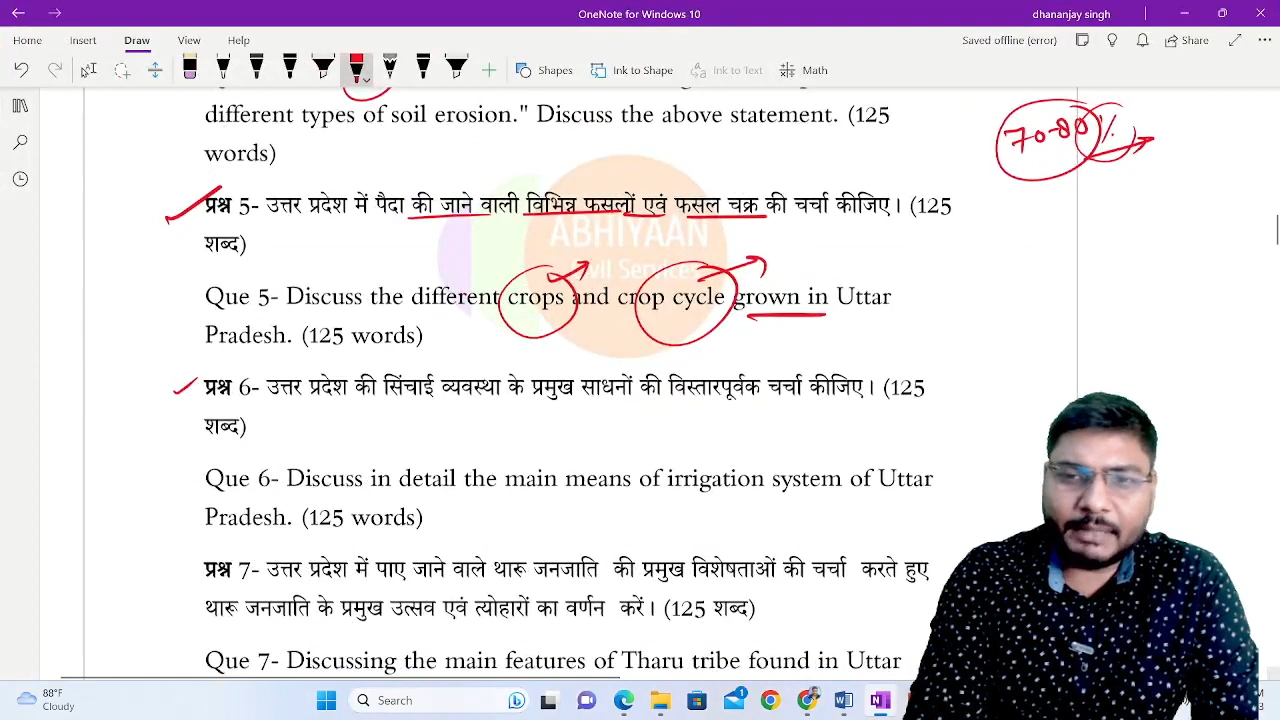 OneNote for Windows 10
dhananjay singh
Home Insert Draw View Saved offline (error) Share
Shapes Ink to Shape Ink to Text Math
different types of soil erosion." Discuss the above statement. (125
words)
70-80%
प्रश्न 5- उत्तर प्रदेश में पैदा की जाने वाली विभिन्न फसलों एवं फसल चक्र की चर्चा कीजिए। (125
शब्द)
ABHIYAAN
Civil Services
Que 5- Discuss the different crops and crop cycle grown in Uttar
Pradesh. (125 words)
प्रश्न 6- उत्तर प्रदेश की सिंचाई व्यवस्था के प्रमुख साधनों की विस्तारपूर्वक चर्चा कीजिए। (125
शब्द)
Que 6- Discuss in detail the main means of irrigation system of Uttar
Pradesh. (125 words)
प्रश्न 7- उत्तर प्रदेश में पाए जाने वाले थारू जनजाति की प्रमुख विशेषताओं की चर्चा करते हुए
थारू जनजाति के प्रमुख उत्सव एवं त्योहारों का वर्णन करें। (125 शब्द)
Que 7- Discussing the main features of Tharu tribe found in Uttar
88°F
Cloudy
Search